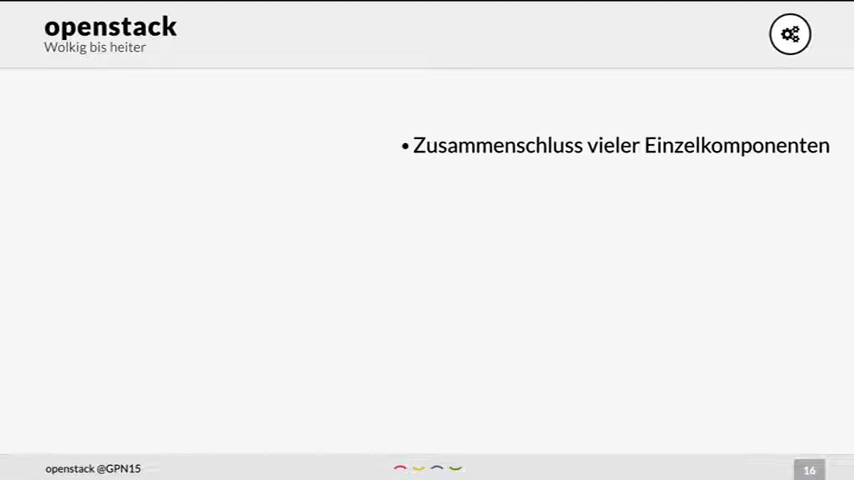 openstack
Wolkig bis heiter
• Zusammenschluss vieler Einzelkomponenten
openstack @GPN15
16